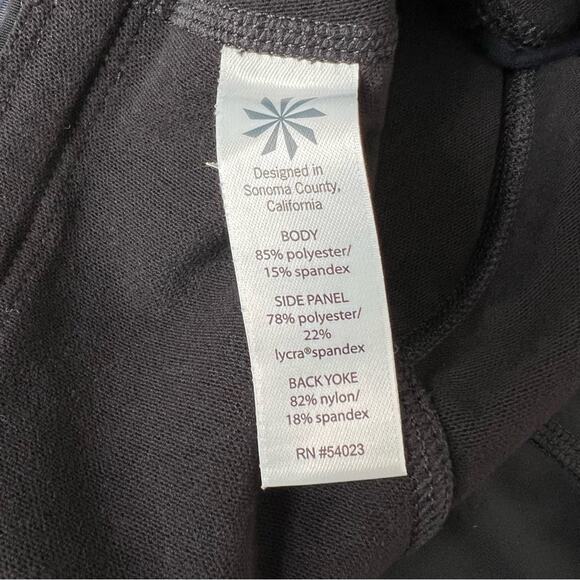 Designed in
Sonoma County,
California
BODY
85% polyester/
15% spandex
SIDE PANEL
78% polyester/
22%
lycra®spandex
BACK YOKE
82% nylon/
18% spandex
RN #54023